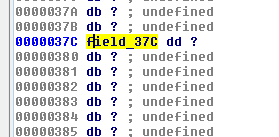 0000037A db ? ; undefined
0000037B db ? ; undefined
0000037C field_37C dd ?
00000380 db ? ; undefined
00000381 db ? ; undefined
00000382 db ? ; undefined
00000383 db ? ; undefined
00000384 db ? ; undefined
00000385 db ? ; undefined